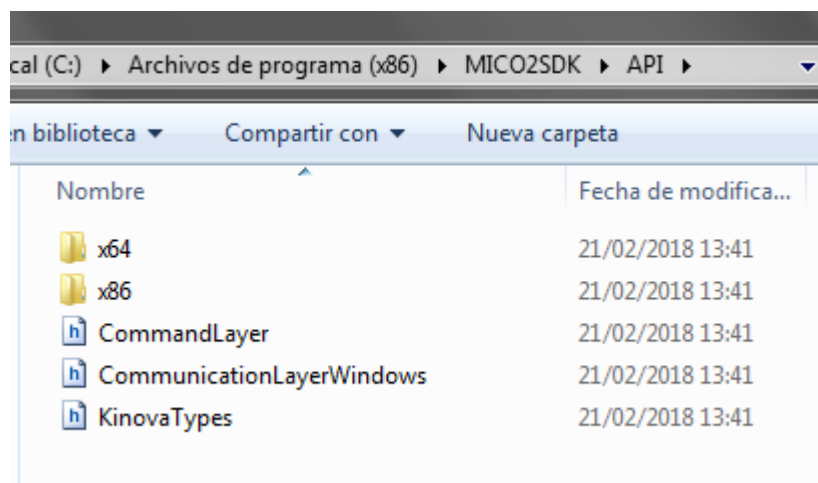 cal (C:) ▸ Archivos de programa (x86) ▸ MICO2SDK ▸ API ▸
en biblioteca Compartir con Nueva carpeta
Nombre Fecha de modifica...
x64 21/02/2018 13:41
x86 21/02/2018 13:41
CommandLayer 21/02/2018 13:41
CommunicationLayerWindows 21/02/2018 13:41
KinovaTypes 21/02/2018 13:41